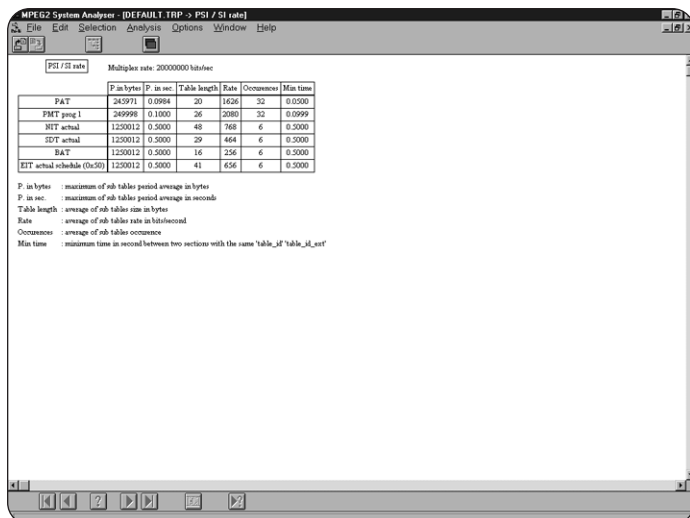 MPEG2 System Analyser - [DEFAULT.TRP -> PSI / SI rate]
File Edit Selection Analysis Options Window Help
PSI / SI rate Multiplex rate: 20000000 bits/sec
P.in bytes P. in sec. Table length Rate Occurences Min time
PAT 245971 0.0984 20 1626 32 0.0500
PMT prog 1 249998 0.1000 26 2080 32 0.0999
NIT actual 1250012 0.5000 48 768 6 0.5000
SDT actual 1250012 0.5000 29 464 6 0.5000
BAT 1250012 0.5000 16 256 6 0.5000
EIT actual schedule (0x50) 1250012 0.5000 41 656 6 0.5000
P. in bytes : maximum of sub tables period average in bytes
P. in sec. : maximum of sub tables period average in seconds
Table length : average of sub tables size in bytes
Rate : average of sub tables rate in bits/second
Occurences : average of sub tables occurence
Min time : minimum time in second between two sections with the same 'table_id' 'table_id_ext'